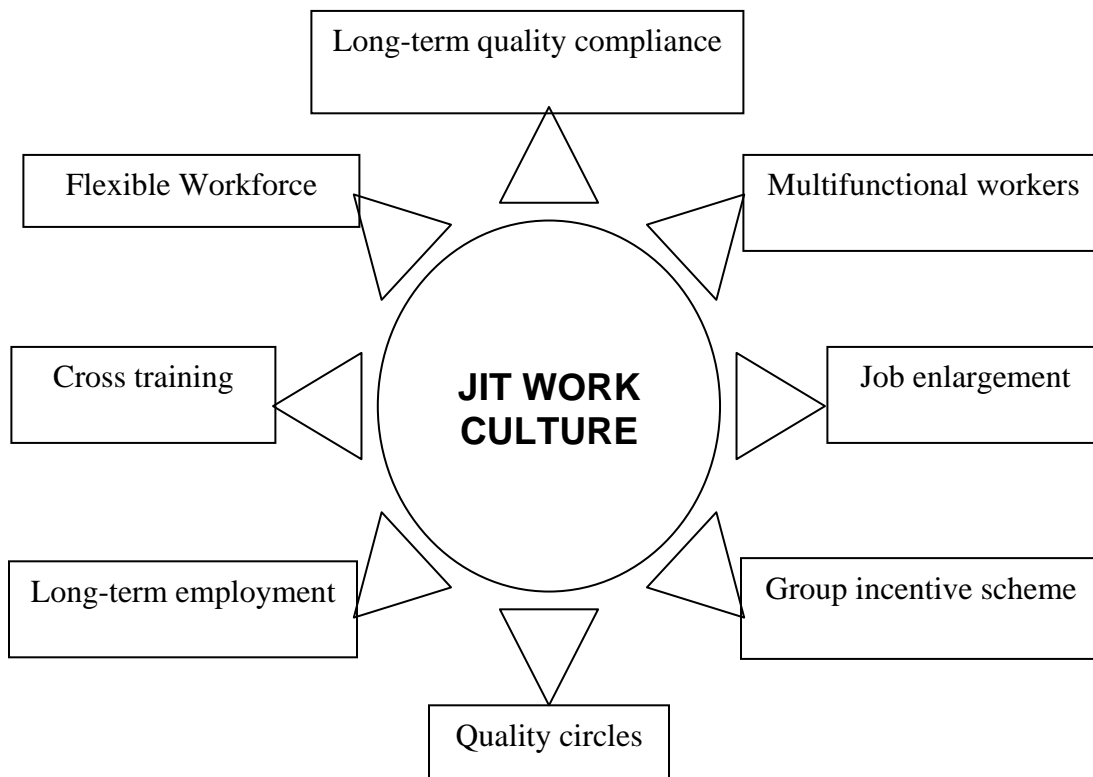 Long-term quality compliance
Flexible Workforce
Multifunctional workers
Cross training
JIT WORK
CULTURE
Job enlargement
Long-term employment
Group incentive scheme
Quality circles